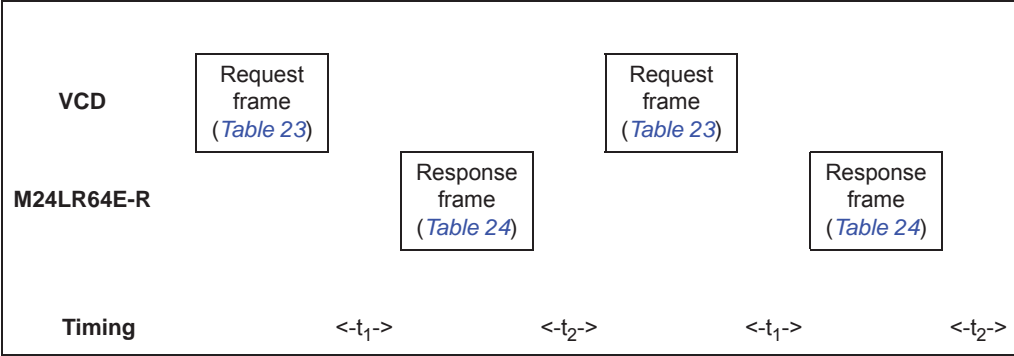 VCD
Request
frame
(Table 23)
Request
frame
(Table 23)
M24LR64E-R
Response
frame
(Table 24)
Response
frame
(Table 24)
Timing
<-t1->
<-t2->
<-t1->
<-t2->